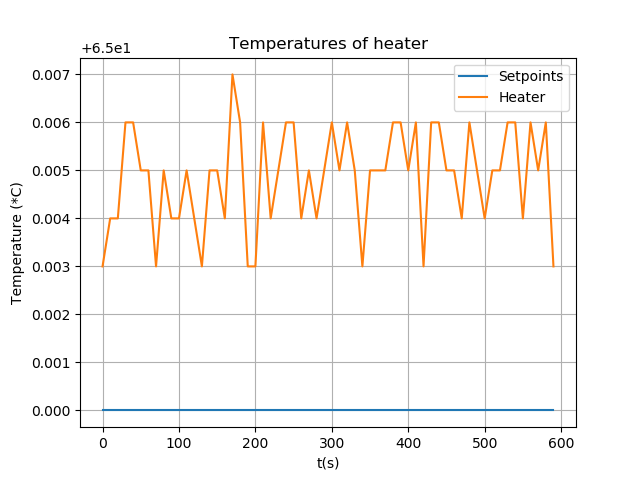 Temperatures of heater
+6.5e1
Setpoints
Heater
Temperature (*C)
0.007
0.006
0.005
0.004
0.003
0.002
0.001
0.000
0 100 200 300 400 500 600
t(s)